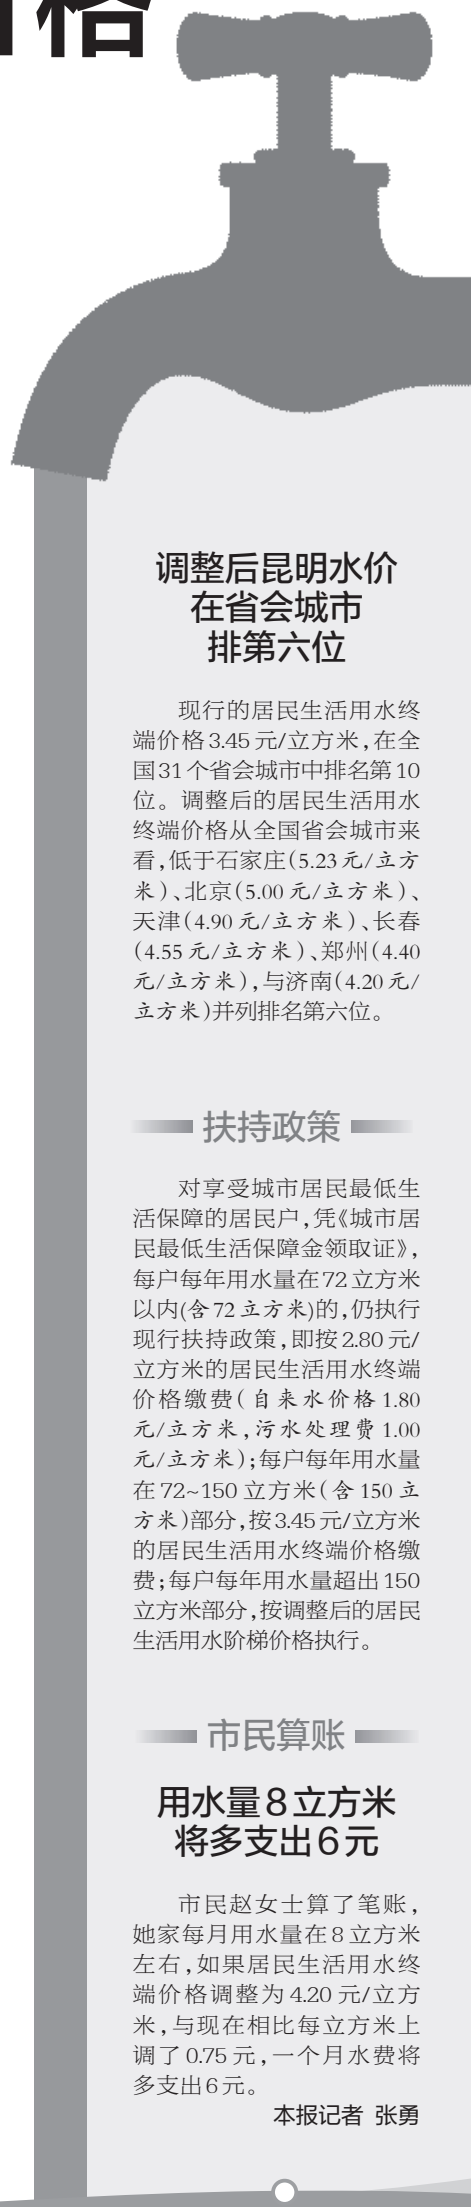 格
调整后昆明水价
在省会城市
排第六位
现行的居民生活用水终
端价格3.45元/立方米,在全
国31个省会城市中排名第10
位。调整后的居民生活用水
终端价格从全国省会城市来
看,低于石家庄(5.23元/立方
米)、北京(5.00元/立方米)、
天津(4.90元/立方米)、长春
(4.55元/立方米)、郑州(4.40
元/立方米),与济南(4.20元/
立方米)并列排名第六位。
扶持政策
对享受城市居民最低生
活保障的居民户,凭《城市居
民最低生活保障金领取证》,
每户每年用水量在72立方米
以内(含72立方米)的,仍执行
现行扶持政策,即按2.80元/
立方米的居民生活用水终端
价格缴费(自来水价格1.80
元/立方米,污水处理费1.00
元/立方米);每户每年用水量
在72~150立方米(含150立
方米)部分,按3.45元/立方米
的居民生活用水终端价格缴
费;每户每年用水量超出150
立方米部分,按调整后的居民
生活用水阶梯价格执行。
市民算账
用水量8立方米
将多支出6元
市民赵女士算了笔账,
她家每月用水量在8立方米
左右,如果居民生活用水终
端价格调整为4.20元/立方
米,与现在相比每立方米上
调了0.75元,一个月水费将
多支出6元。
本报记者 张勇